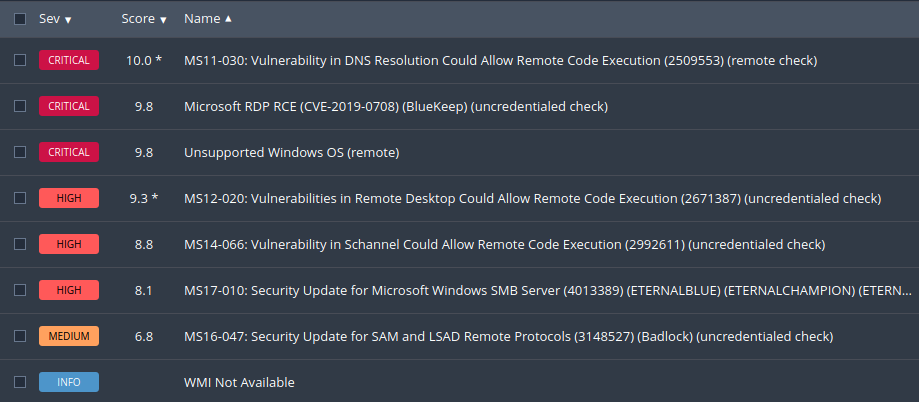 Sev ▼ Score ▼ Name ▲
CRITICAL 10.0 * MS11-030: Vulnerability in DNS Resolution Could Allow Remote Code Execution (2509553) (remote check)
CRITICAL 9.8 Microsoft RDP RCE (CVE-2019-0708) (BlueKeep) (uncredentialed check)
CRITICAL 9.8 Unsupported Windows OS (remote)
HIGH 9.3 * MS12-020: Vulnerabilities in Remote Desktop Could Allow Remote Code Execution (2671387) (uncredentialed check)
HIGH 8.8 MS14-066: Vulnerability in Schannel Could Allow Remote Code Execution (2992611) (uncredentialed check)
HIGH 8.1 MS17-010: Security Update for Microsoft Windows SMB Server (4013389) (ETERNALBLUE) (ETERNALCHAMPION) (ETERN...
MEDIUM 6.8 MS16-047: Security Update for SAM and LSAD Remote Protocols (3148527) (Badlock) (uncredentialed check)
INFO WMI Not Available